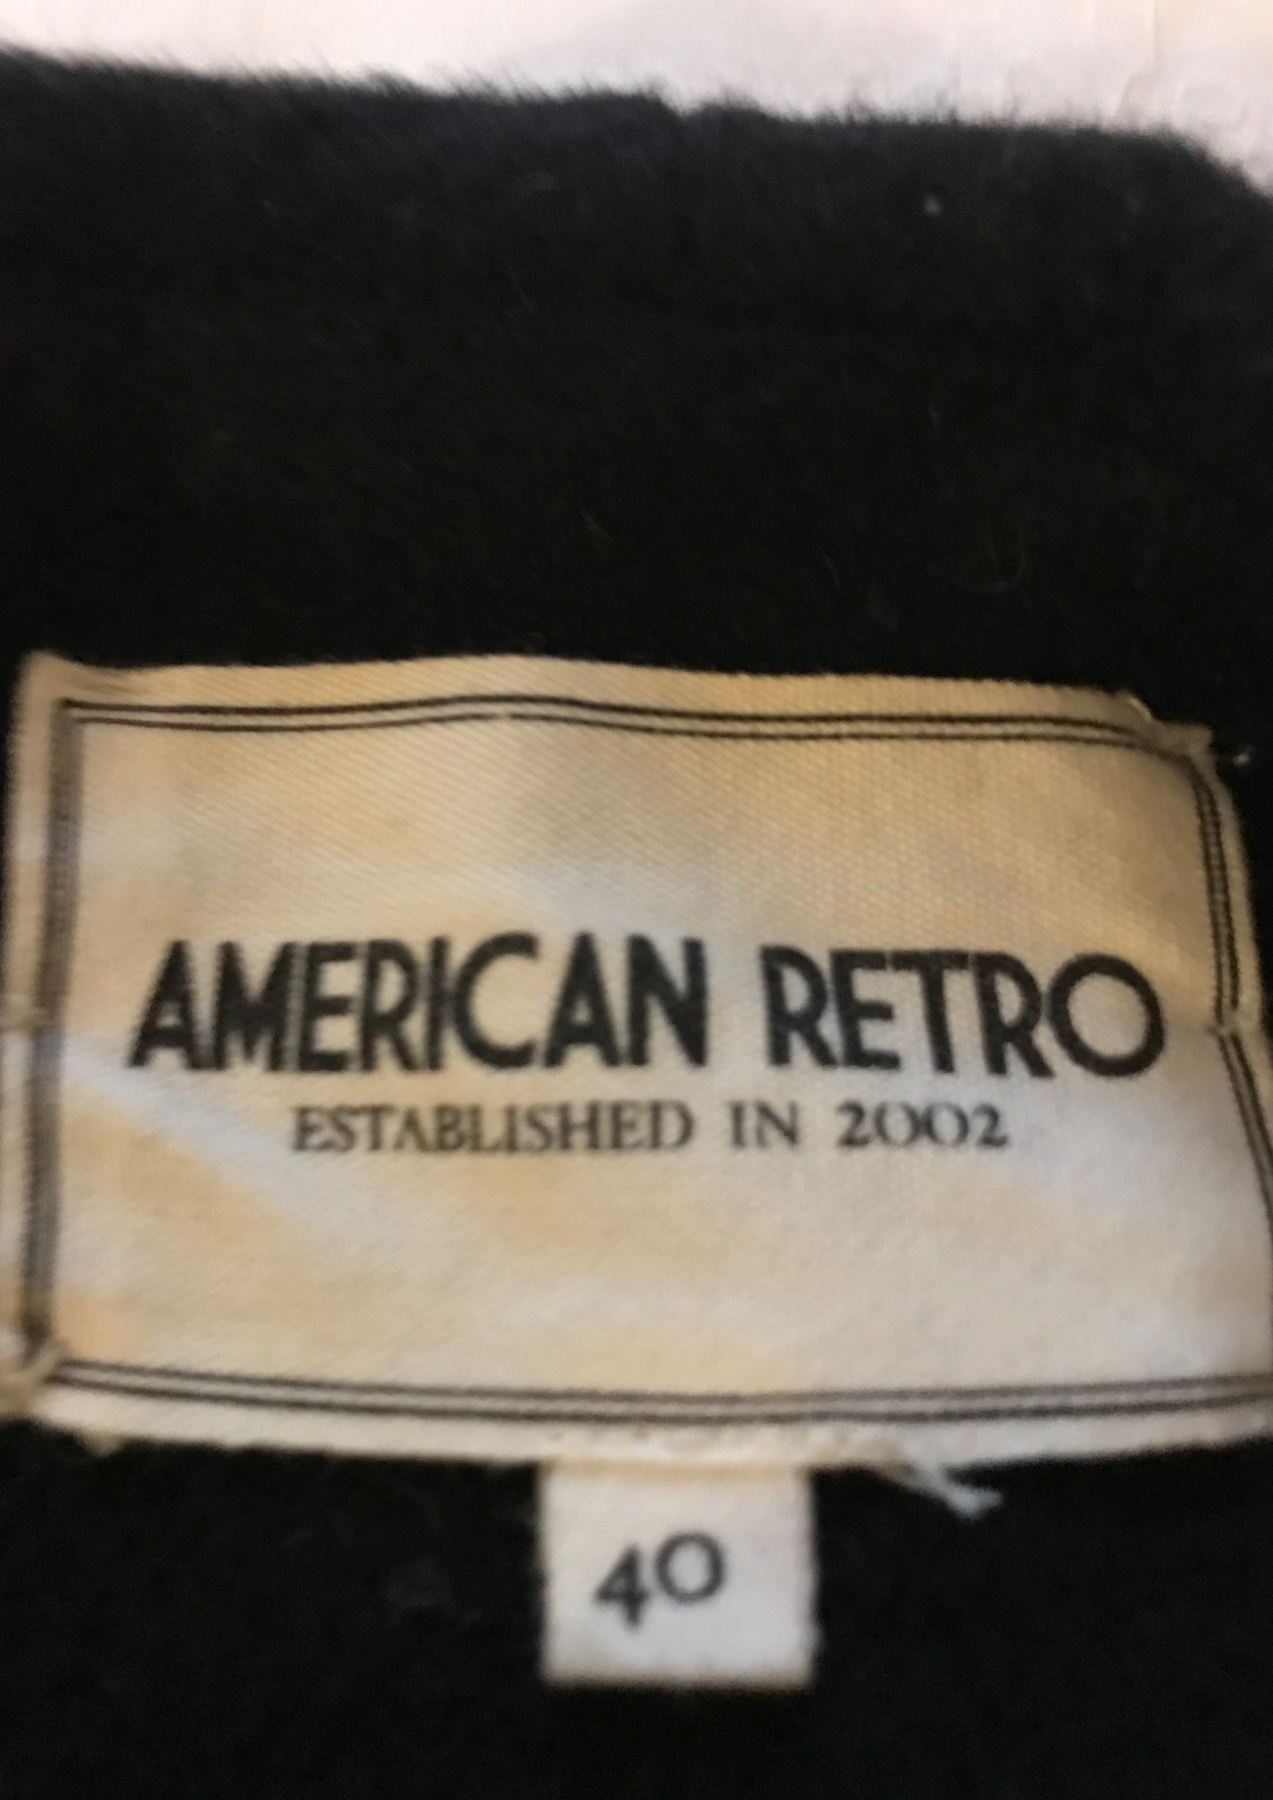 AMERICAN RETRO
ESTABLISHED IN 2002
40